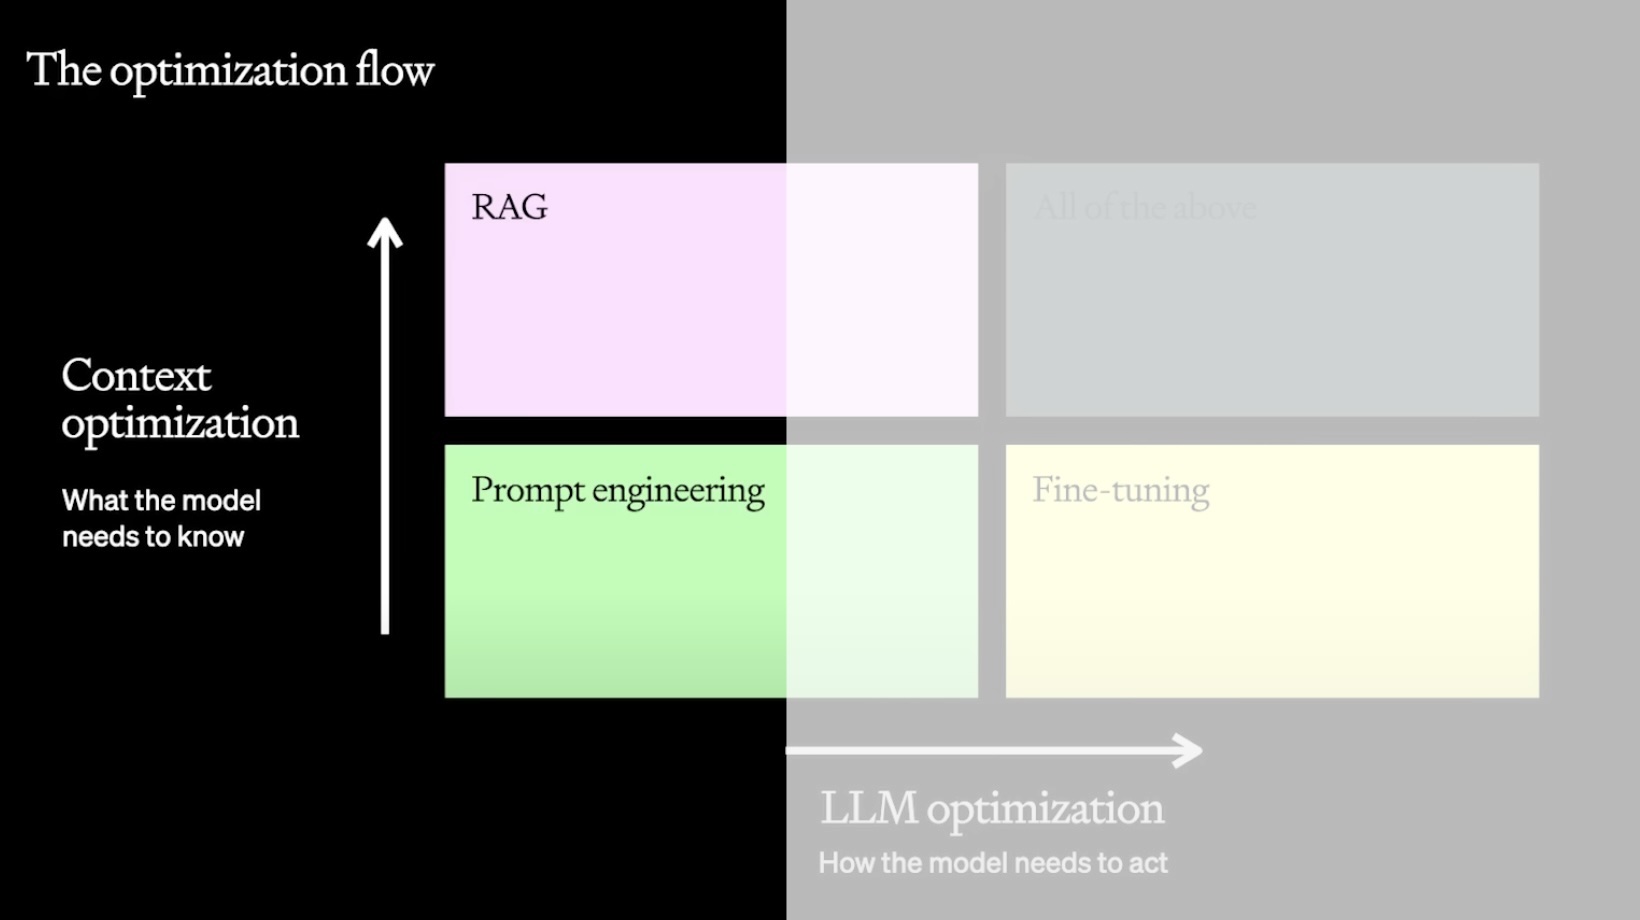 The optimization flow
RAG
All of the above
Context
optimization
What the model
needs to know
Prompt engineering
Fine-tuning
LLM optimization
How the model needs to act